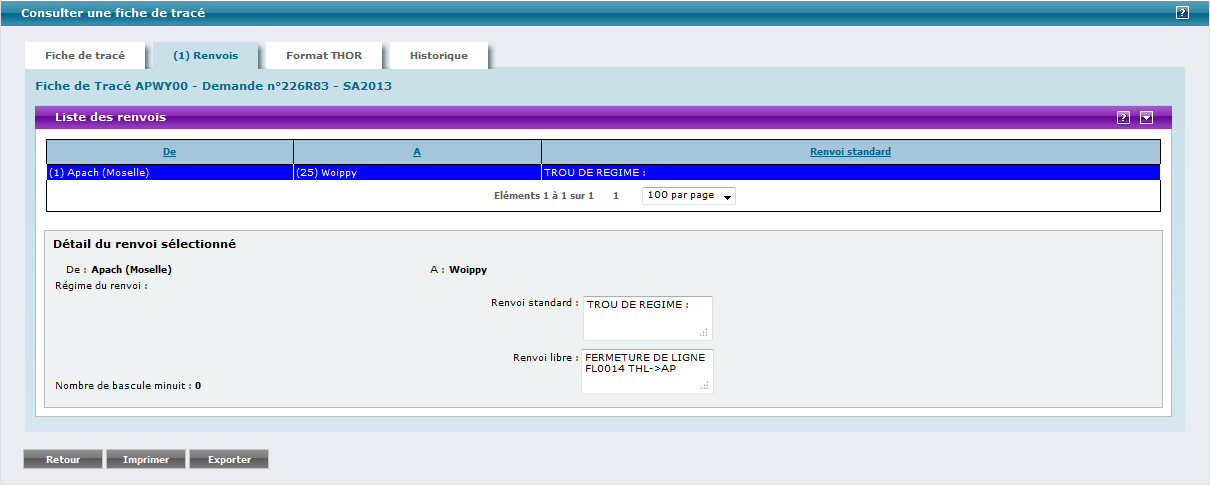 Consulter une fiche de tracé ?
Fiche de tracé (1) Renvois Format THOR Historique
Fiche de Tracé APWY00 - Demande n°226R83 - SA2013
Liste des renvois ?
De A Renvoi standard
(1) Apach (Moselle) (25) Woippy TROU DE REGIME :
Eléments 1 à 1 sur 1 1 100 par page
Détail du renvoi sélectionné
De : Apach (Moselle) A : Woippy
Régime du renvoi :
Renvoi standard : TROU DE REGIME :
Renvoi libre : FERMETURE DE LIGNE
FL0014 THL->AP
Nombre de bascule minuit : 0
Retour Imprimer Exporter